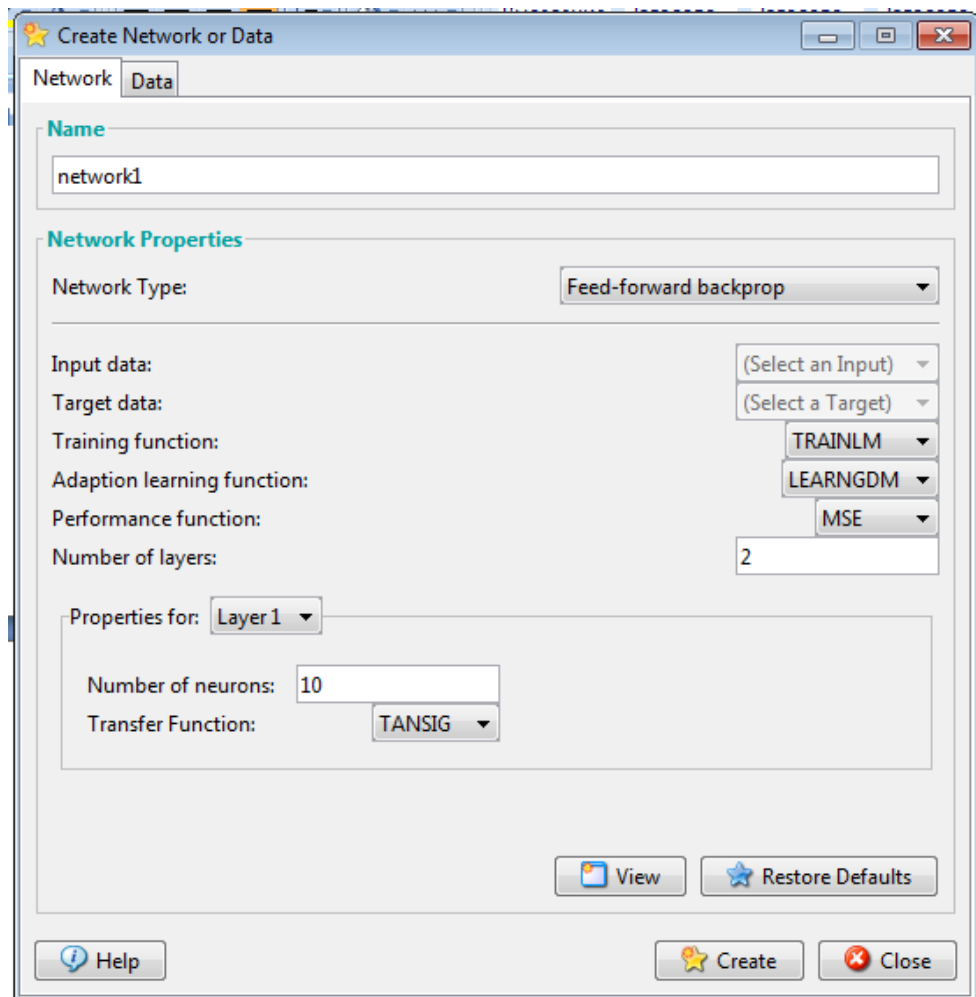 Create Network or Data
Network Data
Name
network1
Network Properties
Network Type: Feed-forward backprop
Input data: (Select an Input)
Target data: (Select a Target)
Training function: TRAINLM
Adaption learning function: LEARNGDM
Performance function: MSE
Number of layers: 2
Properties for: Layer 1
Number of neurons: 10
Transfer Function: TANSIG
View Restore Defaults
Help Create Close